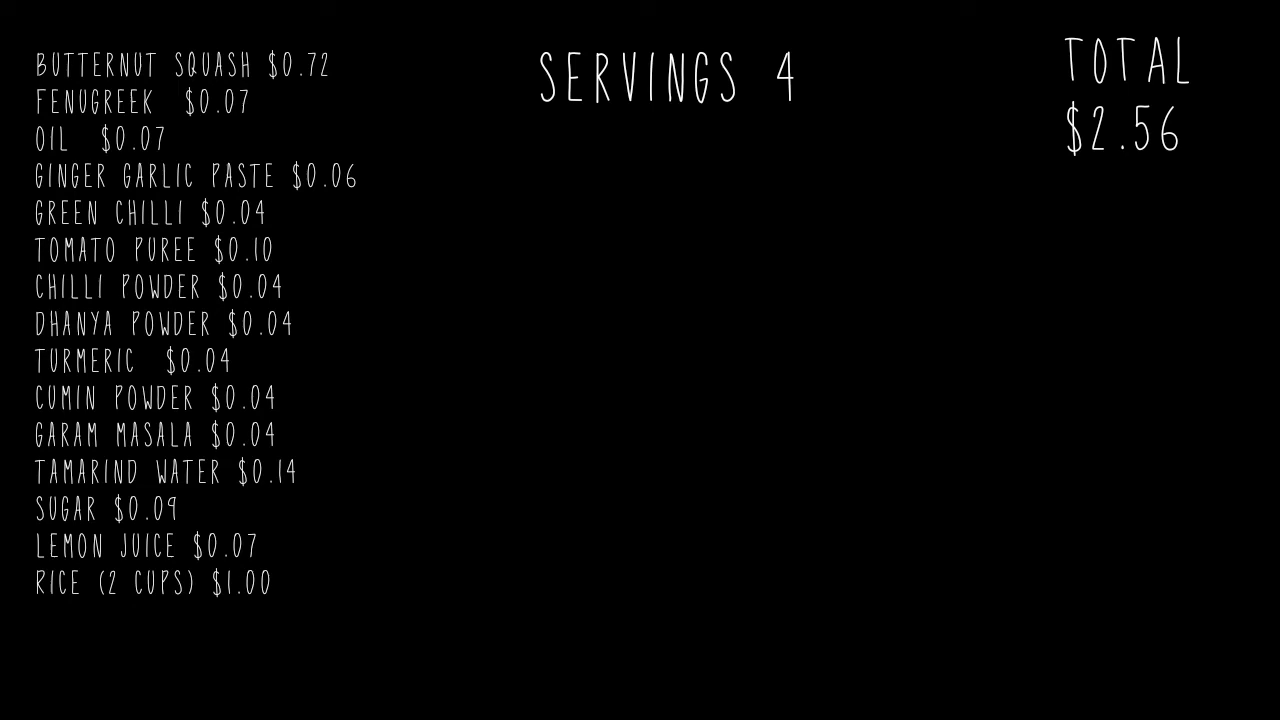 BUTTERNUT SQUASH $0.72
FENUGREEK $0.07
OIL $0.07
GINGER GARLIC PASTE $0.06
GREEN CHILLI $0.04
TOMATO PUREE $0.10
CHILLI POWDER $0.04
DHANYA POWDER $0.04
TURMERIC $0.04
CUMIN POWDER $0.04
GARAM MASALA $0.04
TAMARIND WATER $0.14
SUGAR $0.09
LEMON JUICE $0.07
RICE (2 CUPS) $1.00
SERVINGS 4
TOTAL
$2.56